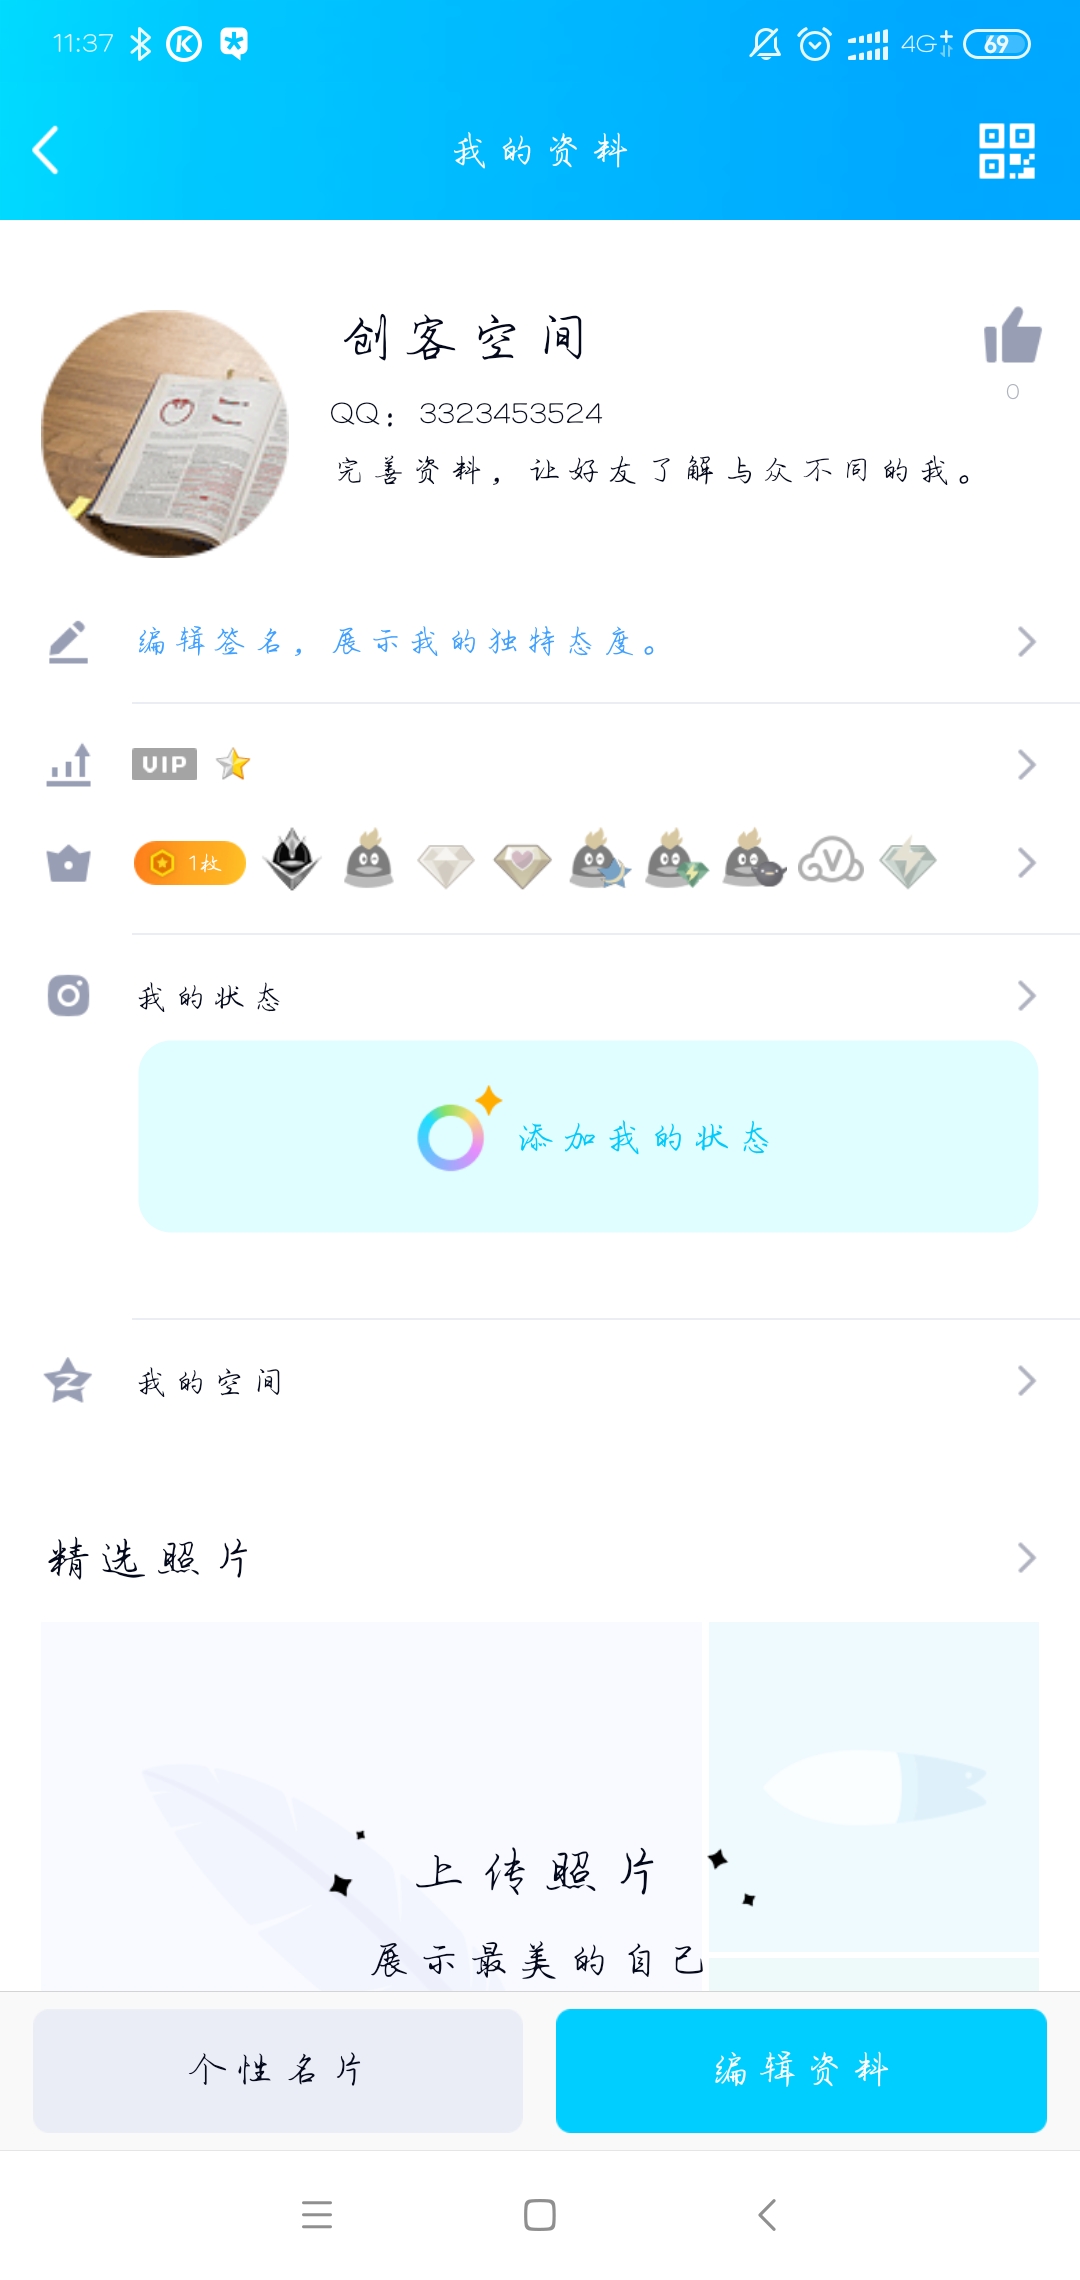 11:37
4G+
69
我的资料
创客空间
0
QQ：3323453524
完善资料，让好友了解与众不同的我。
编辑签名，展示我的独特态度。
VIP
1枚
我的状态
添加我的状态
我的空间
精选照片
上传照片
展示最美的自己
个性名片
编辑资料